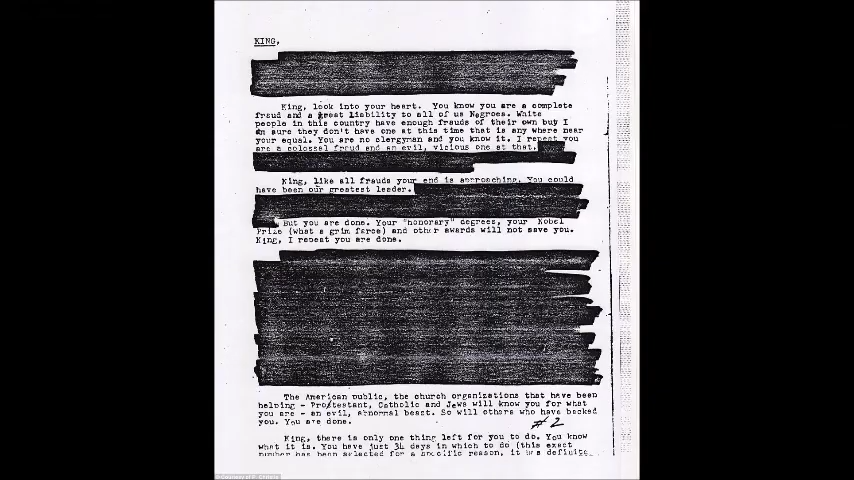 KING,
King, look into your heart. You know you are a complete
fraud and a great liability to all of us Negroes. White
people in this country have enough frauds of their own but I
am sure they don't have one at this time that is any where near
your equal. You are no clergyman and you know it. I repeat you
are a colossal fraud and an evil, vicious one at that.
King, like all frauds your end is approaching. You could
have been our greatest leader.
But you are done. Your "honorary" degrees, your Nobel
Prize (what a grim farce) and other awards will not save you.
King, I repeat you are done.
The American public, the church organizations that have been
helping - Protestant, Catholic and Jews will know you for what
you are - an evil, abnormal beast. So will others who have backed
you. You are done.
#2
King, there is only one thing left for you to do. You know
what it is. You have just 34 days in which to do (this exact
number has been selected for a specific reason, it has definite